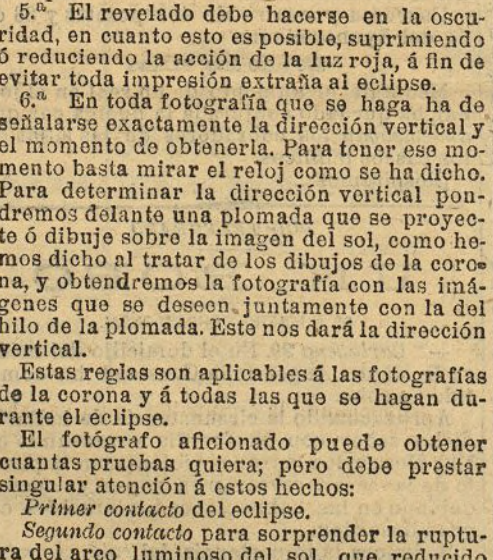 5.ª El revelado debe hacerse en la oscu-
ridad, en cuanto esto es posible, suprimiendo
ó reduciendo la acción de la luz roja, á fin de
evitar toda impresión extraña al eclipse.
6.ª En toda fotografía que se haga ha de
señalarse exactamente la dirección vertical y
el momento de obtenerla. Para tener ese mo-
mento basta mirar el reloj como se ha dicho.
Para determinar la dirección vertical pon-
dremos delante una plomada que se proyec-
te ó dibuje sobre la imagen del sol, como he-
mos dicho al tratar de los dibujos de la coro-
na, y obtendremos la fotografía con las imá-
genes que se deseen juntamente con la del
hilo de la plomada. Este nos dará la dirección
vertical.
Estas reglas son aplicables á las fotografías
de la corona y á todas las que se hagan du-
rante el eclipse.
El fotógrafo aficionado puede obtener
cuantas pruebas quiera; pero debe prestar
singular atención á estos hechos:
Primer contacto del eclipse.
Segundo contacto para sorprender la ruptu-
ra del arco luminoso del sol, que reducido